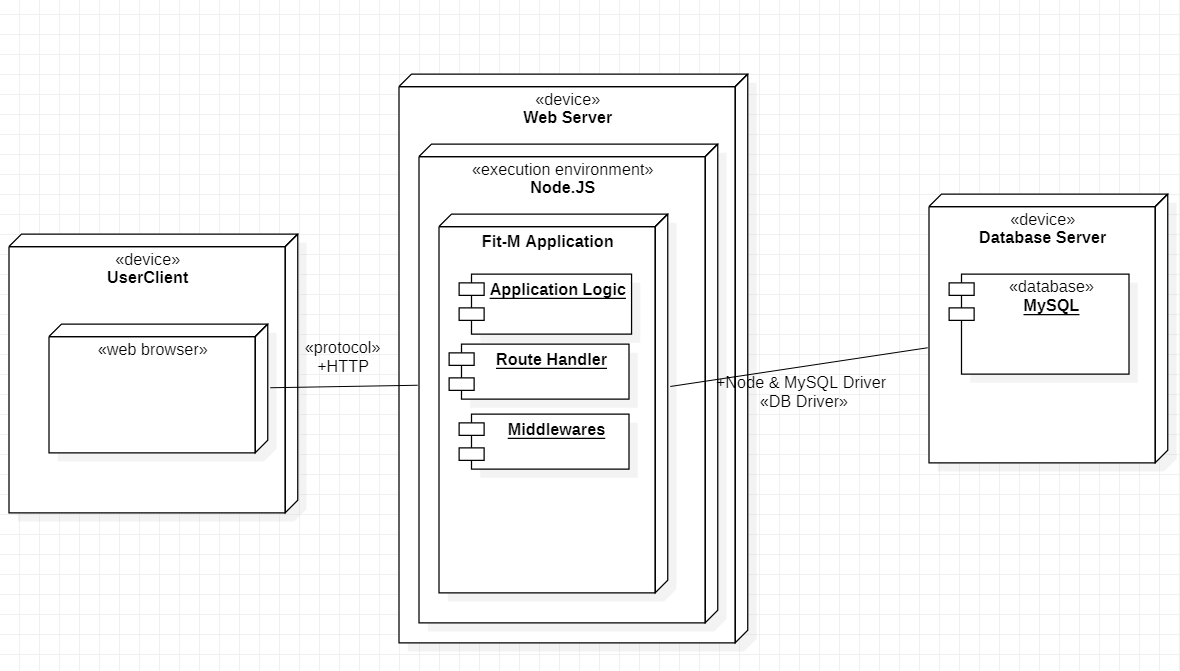 «device»
UserClient
«web browser»
«protocol»
+HTTP
«device»
Web Server
«execution environment»
Node.JS
Fit-M Application
Application Logic
Route Handler
Middlewares
+Node & MySQL Driver
«DB Driver»
«device»
Database Server
«database»
MySQL